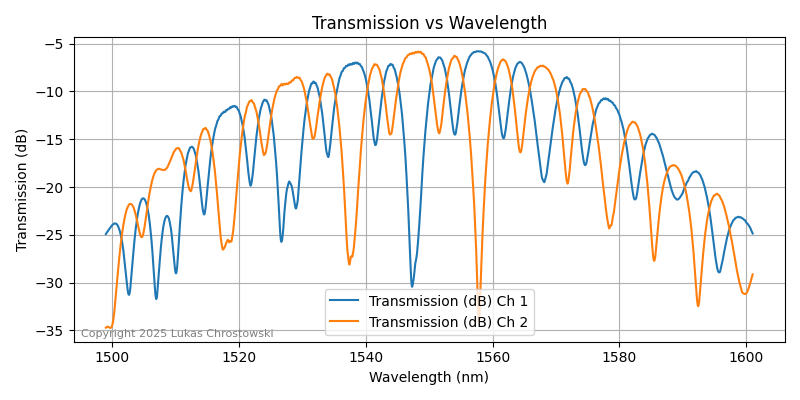 Transmission vs Wavelength
Transmission (dB)
−5
−10
−15
−20
−25
−30
−35
Transmission (dB) Ch 1
Transmission (dB) Ch 2
Copyright 2025 Lukas Chrostowski
1500
1520
1540
1560
1580
1600
Wavelength (nm)